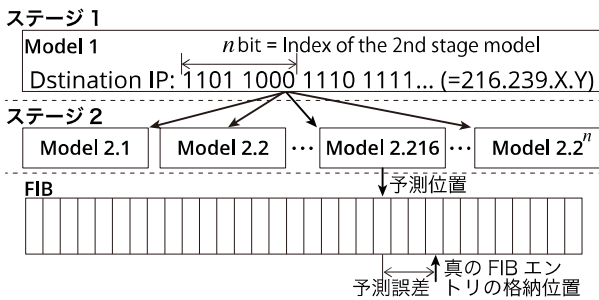 ステージ 1
Model 1
n bit = Index of the 2nd stage model
Dstination IP: 1101 1000 1110 1111... (=216.239.X.Y)
ステージ 2
Model 2.1 Model 2.2 ··· Model 2.216 ··· Model 2.2ⁿ
予測位置
FIB
予測誤差
真の FIB エン
トリの格納位置